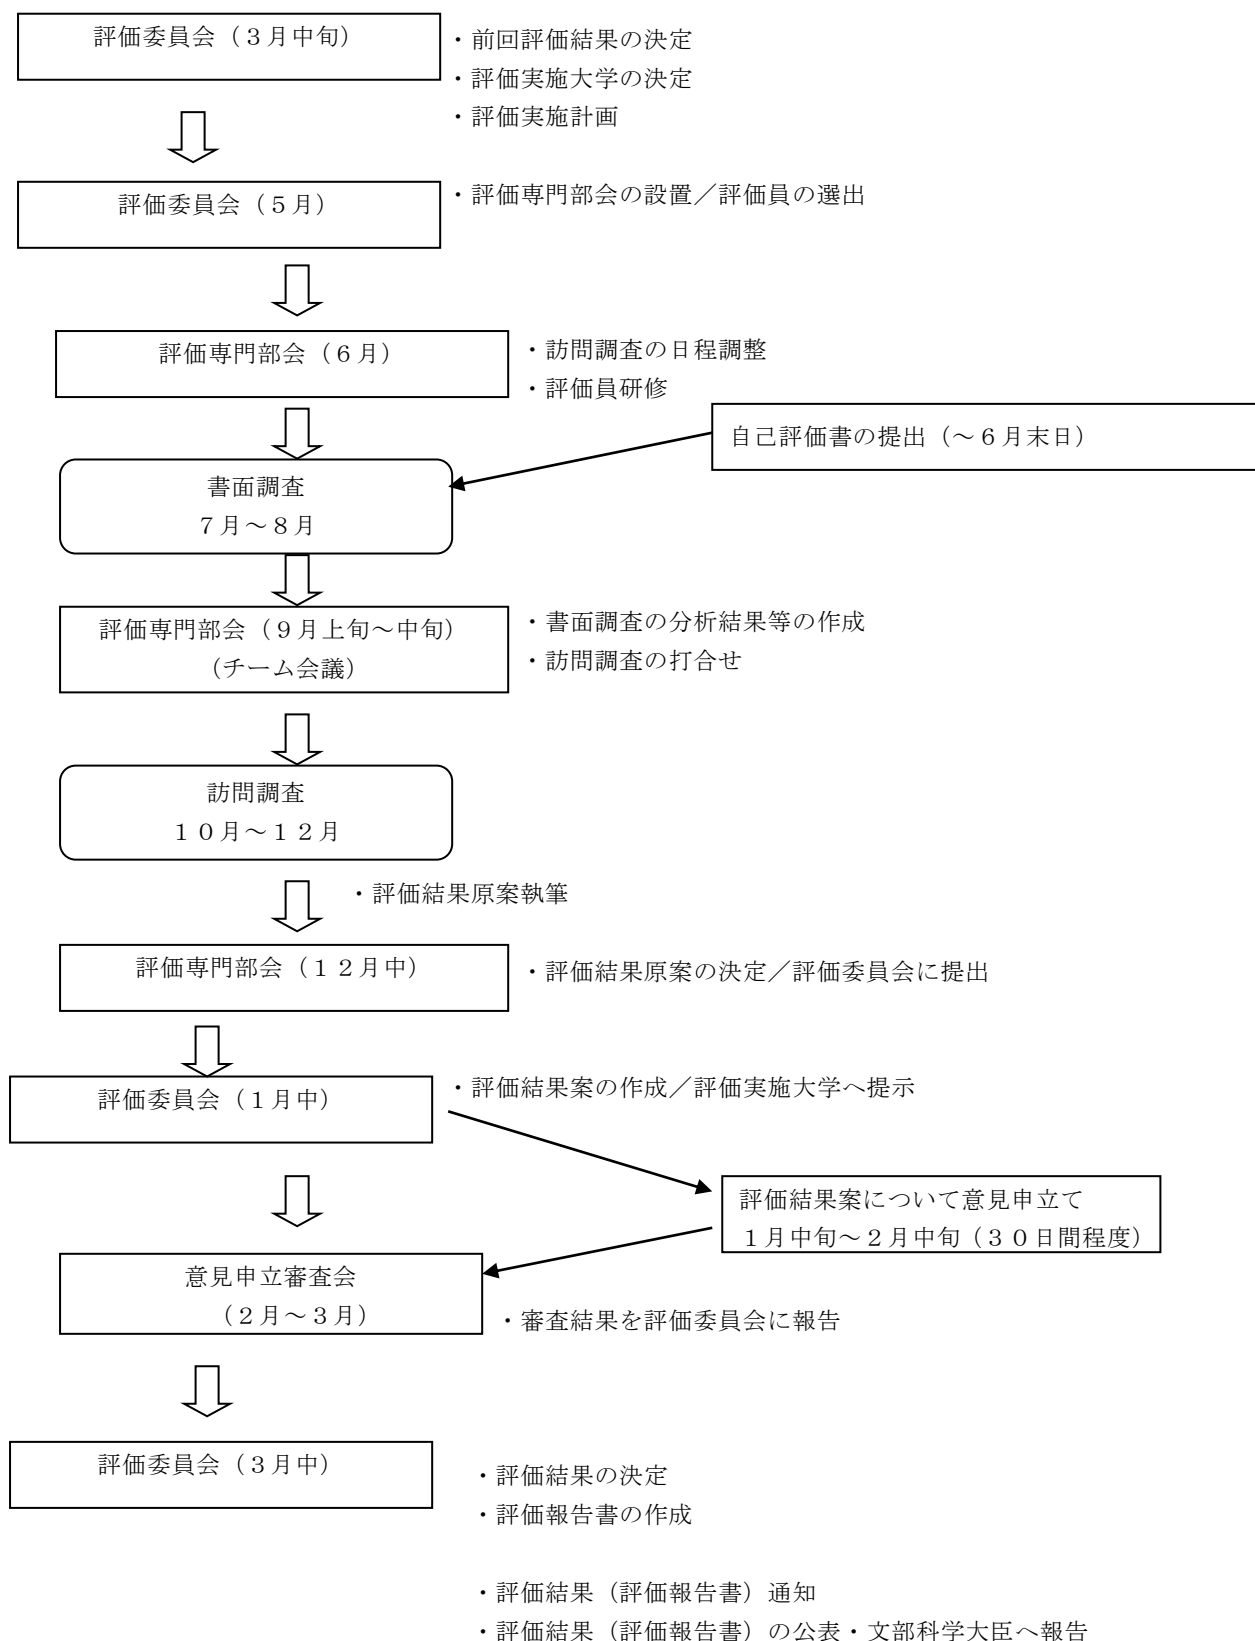 評価委員会（３月中旬）
・前回評価結果の決定
・評価実施大学の決定
・評価実施計画
評価委員会（５月）
・評価専門部会の設置／評価員の選出
評価専門部会（６月）
・訪問調査の日程調整
・評価員研修
自己評価書の提出（～６月末日）
書面調査
７月～８月
評価専門部会（９月上旬～中旬）
（チーム会議）
・書面調査の分析結果等の作成
・訪問調査の打合せ
訪問調査
１０月～１２月
・評価結果原案執筆
評価専門部会（１２月中）
・評価結果原案の決定／評価委員会に提出
評価委員会（１月中）
・評価結果案の作成／評価実施大学へ提示
評価結果案について意見申立て
１月中旬～２月中旬（３０日間程度）
意見申立審査会
（２月～３月）
・審査結果を評価委員会に報告
評価委員会（３月中）
・評価結果の決定
・評価報告書の作成
・評価結果（評価報告書）通知
・評価結果（評価報告書）の公表・文部科学大臣へ報告